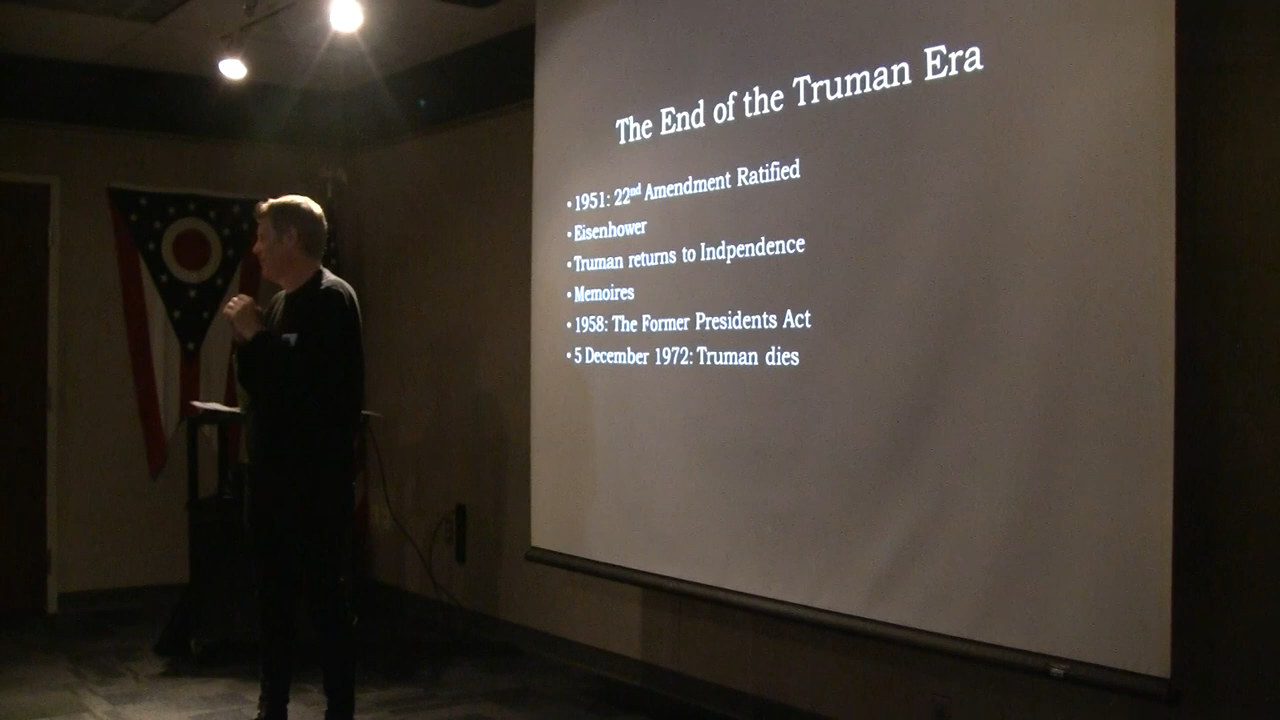 The End of the Truman Era
• 1951: 22nd Amendment Ratified
• Eisenhower
• Truman returns to Indpendence
• Memoires
• 1958: The Former Presidents Act
• 5 December 1972: Truman dies